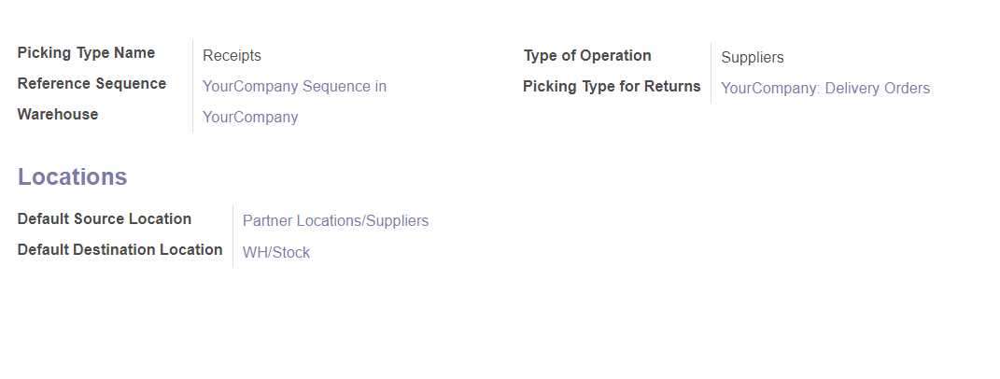 Picking Type Name Receipts
Type of Operation Suppliers
Reference Sequence YourCompany Sequence in
Picking Type for Returns YourCompany: Delivery Orders
Warehouse YourCompany
Locations
Default Source Location Partner Locations/Suppliers
Default Destination Location WH/Stock